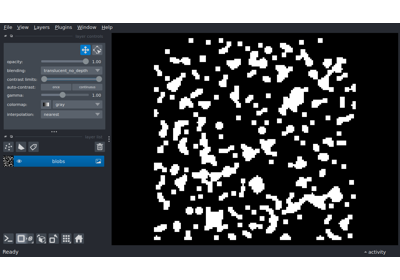 File View Layers Plugins Window Help
opacity: 1.00
blending: translucent_no_depth
contrast limits:
auto-contrast: once continuous
gamma: 1.00
colormap: gray
interpolation: nearest
blobs
Ready
activity